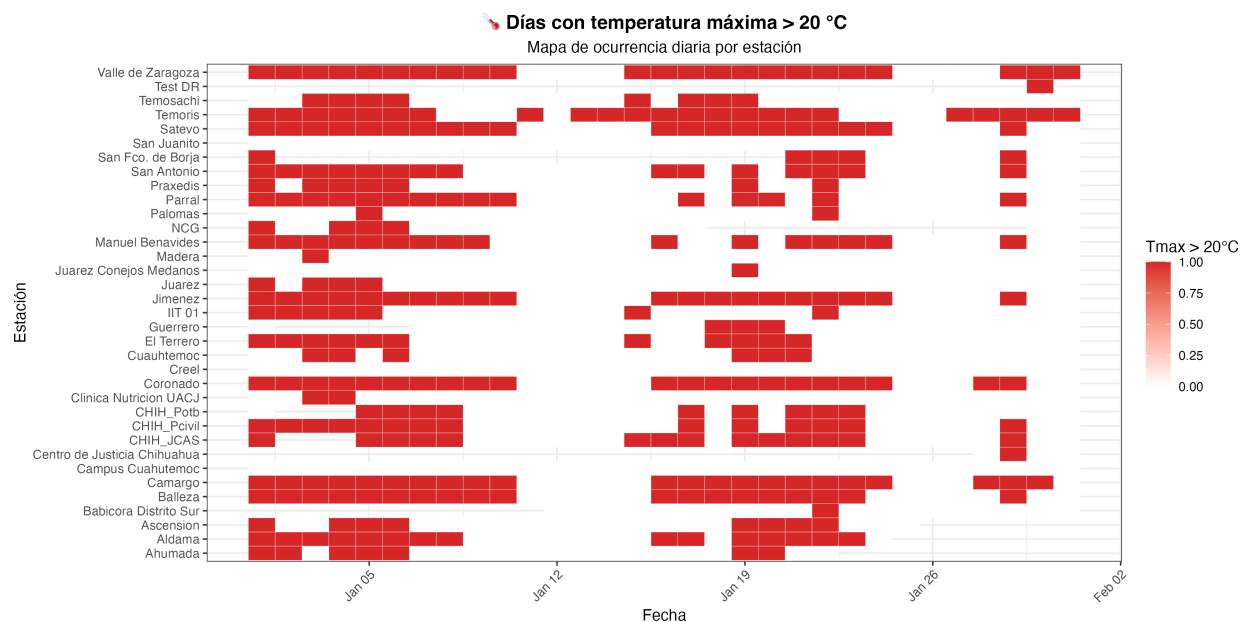 🌡️ Días con temperatura máxima > 20 °C
Mapa de ocurrencia diaria por estación
Valle de Zaragoza
Test DR
Temosachi
Temoris
Satevo
San Juanito
San Fco. de Borja
San Antonio
Praxedis
Parral
Palomas
NCG
Manuel Benavides
Madera
Juarez Conejos Medanos
Juarez
Jimenez
IIT 01
Guerrero
El Terrero
Cuauhtemoc
Creel
Coronado
Clinica Nutricion UACJ
CHIH_Potb
CHIH_Pcivil
CHIH_JCAS
Centro de Justicia Chihuahua
Campus Cuahutemoc
Camargo
Balleza
Babicora Distrito Sur
Ascension
Aldama
Ahumada
Estación
Jan 05
Jan 12
Jan 19
Jan 26
Feb 02
Fecha
Tmax > 20°C
1.00
0.75
0.50
0.25
0.00